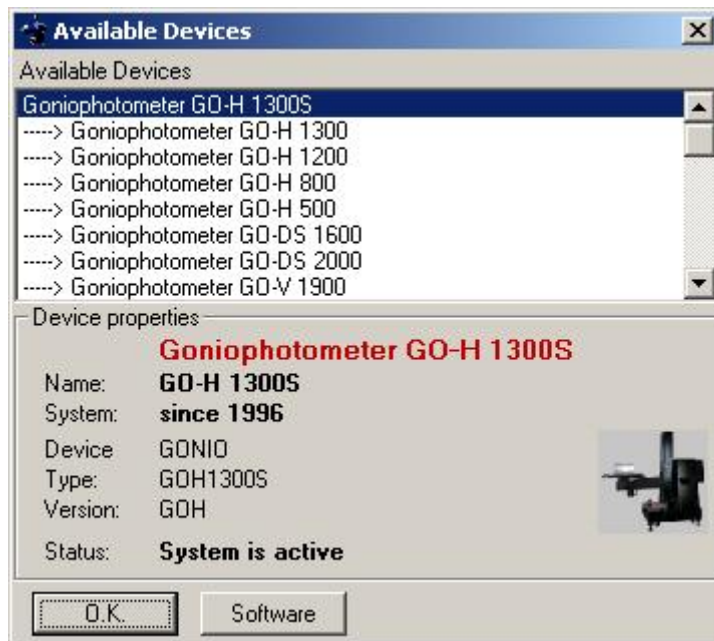 Available Devices
Available Devices
Goniophotometer GO-H 1300S
-----> Goniophotometer GO-H 1300
-----> Goniophotometer GO-H 1200
-----> Goniophotometer GO-H 800
-----> Goniophotometer GO-H 500
-----> Goniophotometer GO-DS 1600
-----> Goniophotometer GO-DS 2000
-----> Goniophotometer GO-V 1900
Device properties
Goniophotometer GO-H 1300S
Name: GO-H 1300S
System: since 1996
Device GONIO
Type: GOH1300S
Version: GOH
Status: System is active
O.K. Software